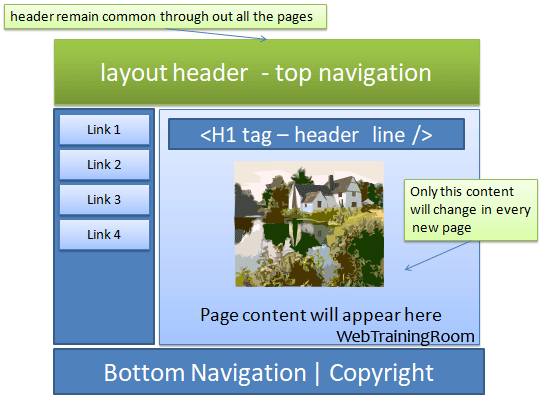 header remain common through out all the pages
layout header - top navigation
Link 1
Link 2
Link 3
Link 4
<H1 tag – header line />
Only this content
will change in every
new page
Page content will appear here
WebTrainingRoom
Bottom Navigation | Copyright